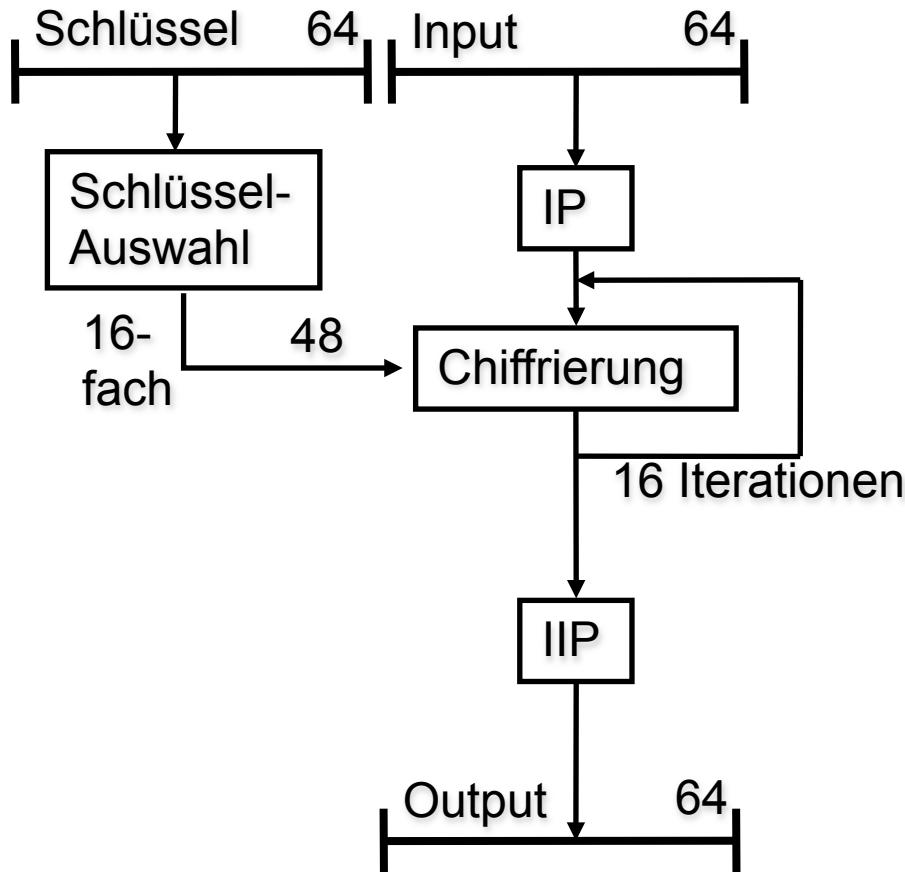 Schlüssel 64
Input 64
Schlüssel-
Auswahl
IP
16-
fach
48
Chiffrierung
16 Iterationen
IIP
Output 64